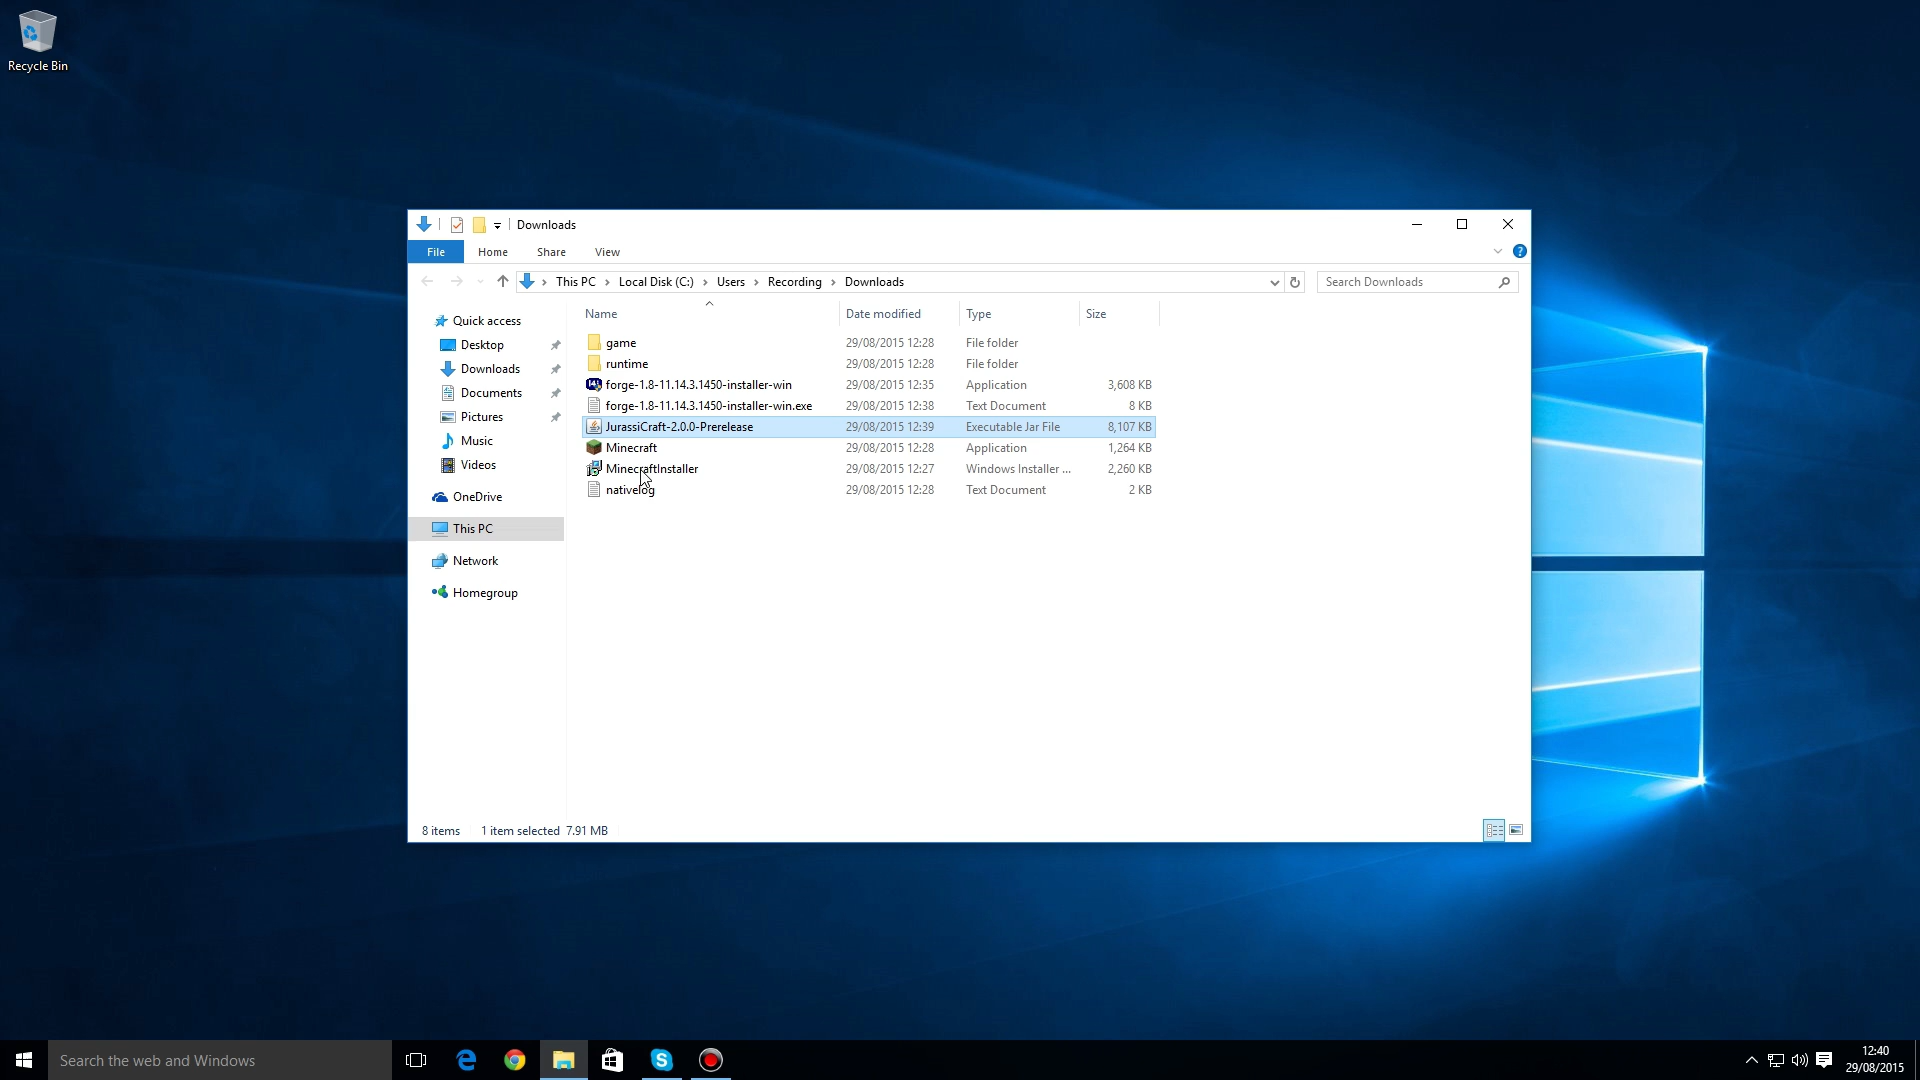 Recycle Bin
Downloads
File Home Share View
This PC Local Disk (C:) Users Recording Downloads
Search Downloads
Name Date modified Type Size
Quick access
Desktop
Downloads
Documents
Pictures
Music
Videos
OneDrive
This PC
Network
Homegroup
game 29/08/2015 12:28 File folder
runtime 29/08/2015 12:28 File folder
forge-1.8-11.14.3.1450-installer-win 29/08/2015 12:35 Application 3,608 KB
forge-1.8-11.14.3.1450-installer-win.exe 29/08/2015 12:38 Text Document 8 KB
JurassiCraft-2.0.0-Prerelease 29/08/2015 12:39 Executable Jar File 8,107 KB
Minecraft 29/08/2015 12:28 Application 1,264 KB
MinecraftInstaller 29/08/2015 12:27 Windows Installer ... 2,260 KB
nativelog 29/08/2015 12:28 Text Document 2 KB
8 items 1 item selected 7.91 MB
Search the web and Windows
12:40
29/08/2015